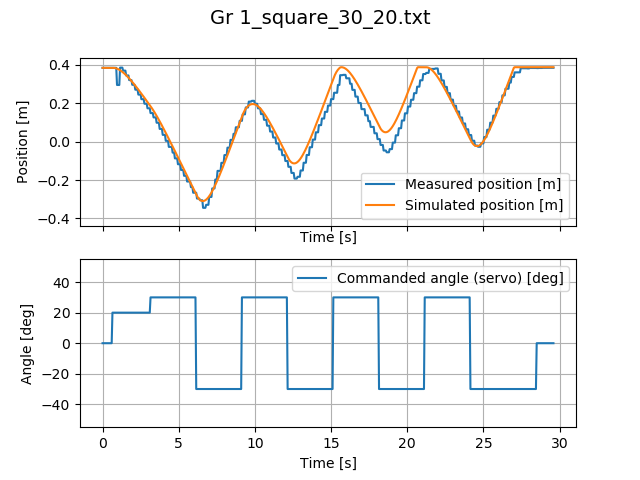 Gr 1_square_30_20.txt
0.4
0.2
0.0
−0.2
−0.4
Position [m]
Measured position [m]
Simulated position [m]
Time [s]
40
20
0
−20
−40
Angle [deg]
Commanded angle (servo) [deg]
0 5 10 15 20 25 30
Time [s]